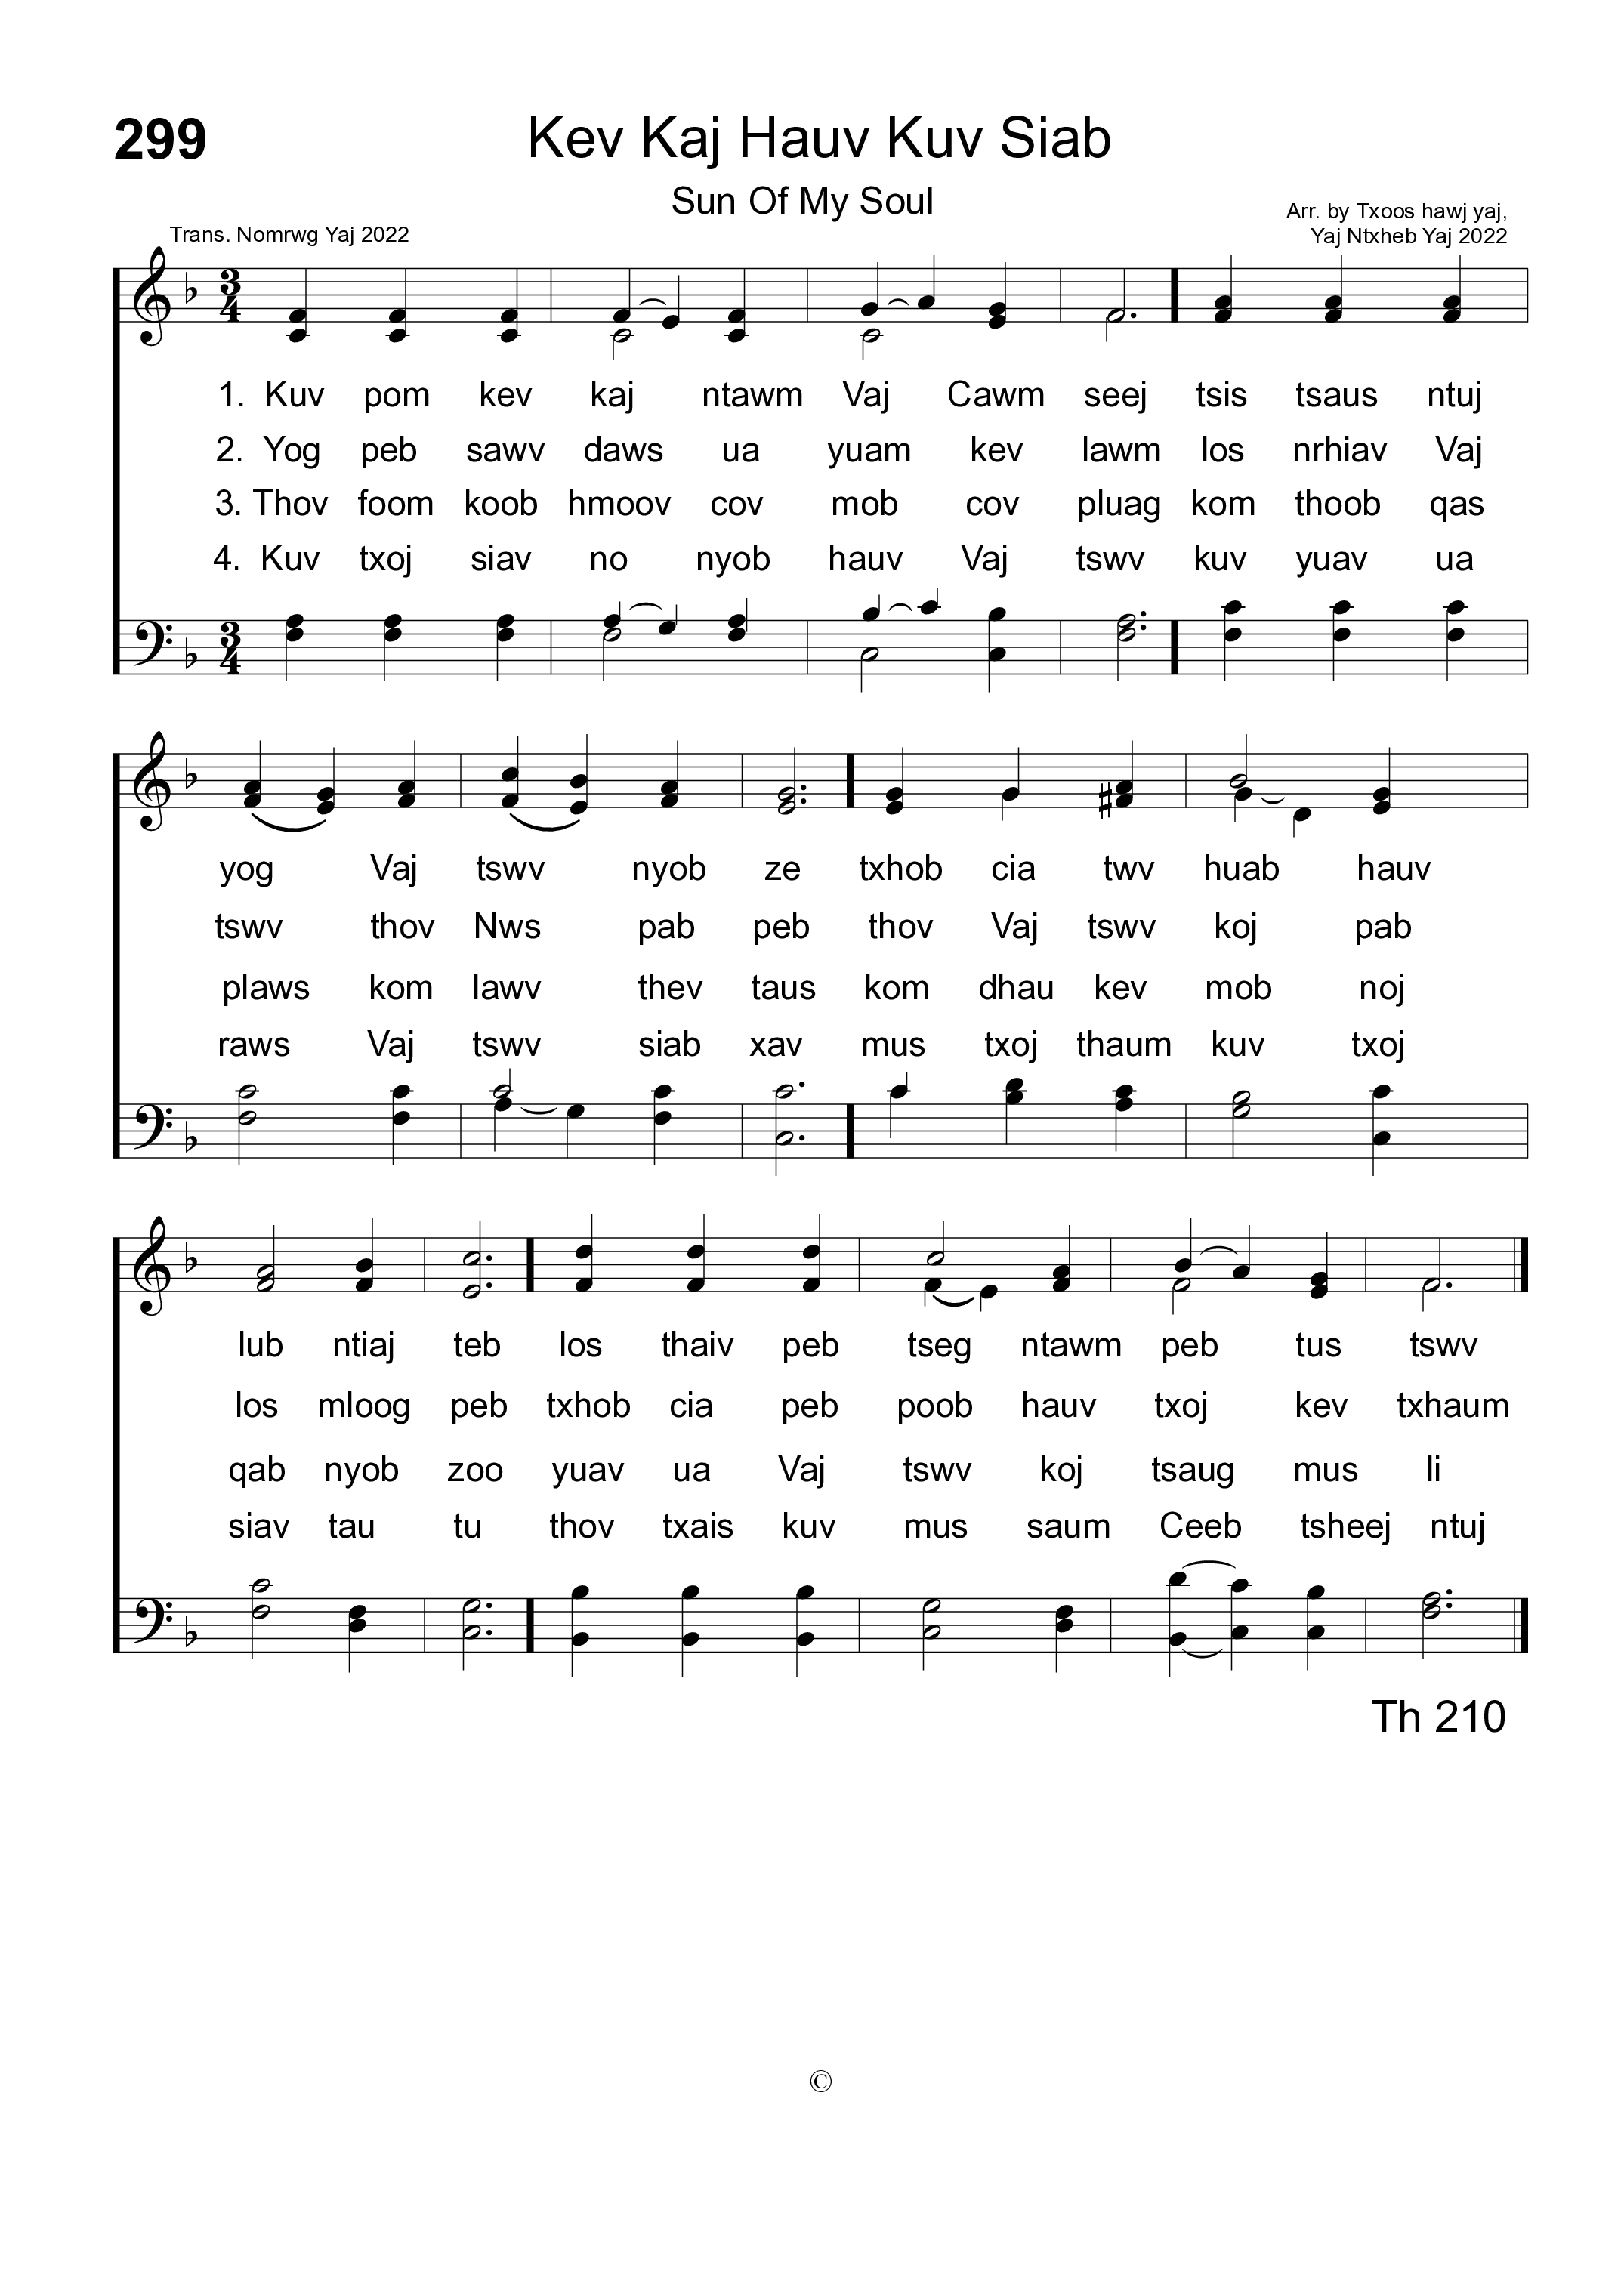 299
Kev Kaj Hauv Kuv Siab
Sun Of My Soul
Trans. Nomrwg Yaj 2022
Arr. by Txoos hawj yaj,
Yaj Ntxheb Yaj 2022
3
4
1. Kuv pom kev kaj ntawm Vaj Cawm seej tsis tsaus ntuj
2. Yog peb sawv daws ua yuam kev lawm los nrhiav Vaj
3. Thov foom koob hmoov cov mob cov pluag kom thoob qas
4. Kuv txoj siav no nyob hauv Vaj tswv kuv yuav ua
3
4
yog Vaj tswv nyob ze txhob cia twv huab hauv
tswv thov Nws pab peb thov Vaj tswv koj pab
plaws kom lawv thev taus kom dhau kev mob noj
raws Vaj tswv siab xav mus txoj thaum kuv txoj
lub ntiaj teb los thaiv peb tseg ntawm peb tus tswv
los mloog peb txhob cia peb poob hauv txoj kev txhaum
qab nyob zoo yuav ua Vaj tswv koj tsaug mus li
siav tau tu thov txais kuv mus saum Ceeb tsheej ntuj
Th 210
©